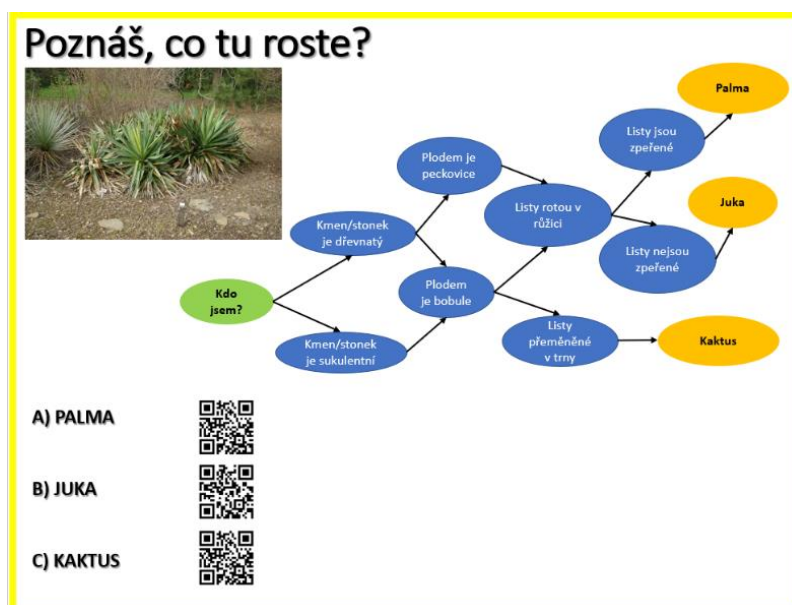 Poznáš, co tu roste?
Palma
Listy jsou
zpeřené
Plodem je
peckovice
Juka
Listy rotou v
růžici
Kmen/stonek
je dřevnatý
Listy nejsou
zpeřené
Kdo
jsem?
Plodem
je bobule
Kmen/stonek
je sukulentní
Listy
přeměněné
v trny
Kaktus
A) PALMA
B) JUKA
C) KAKTUS